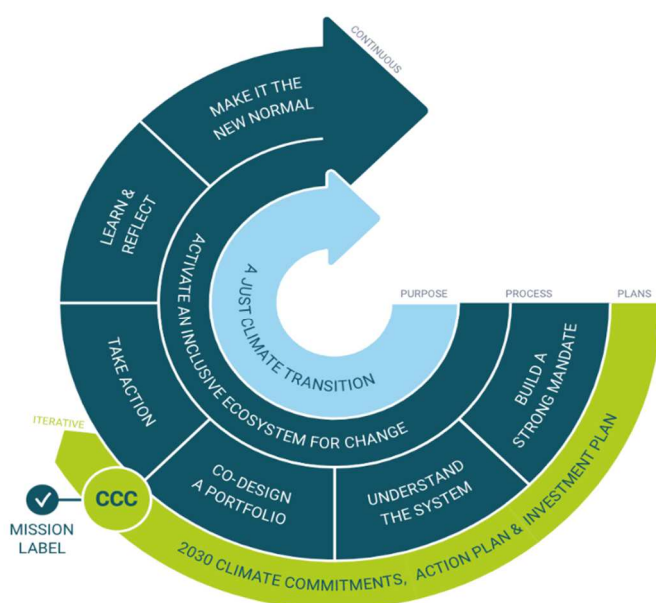 CONTINUOUS
MAKE IT THE
NEW NORMAL
LEARN &
REFLECT
TAKE ACTION
CO-DESIGN
A PORTFOLIO
UNDERSTAND
THE SYSTEM
BUILD A
STRONG MANDATE
ACTIVATE AN INCLUSIVE ECOSYSTEM FOR CHANGE
A JUST CLIMATE TRANSITION
PURPOSE
PROCESS
PLANS
ITERATIVE
CCC
MISSION
LABEL
2030 CLIMATE COMMITMENTS, ACTION PLAN & INVESTMENT PLAN